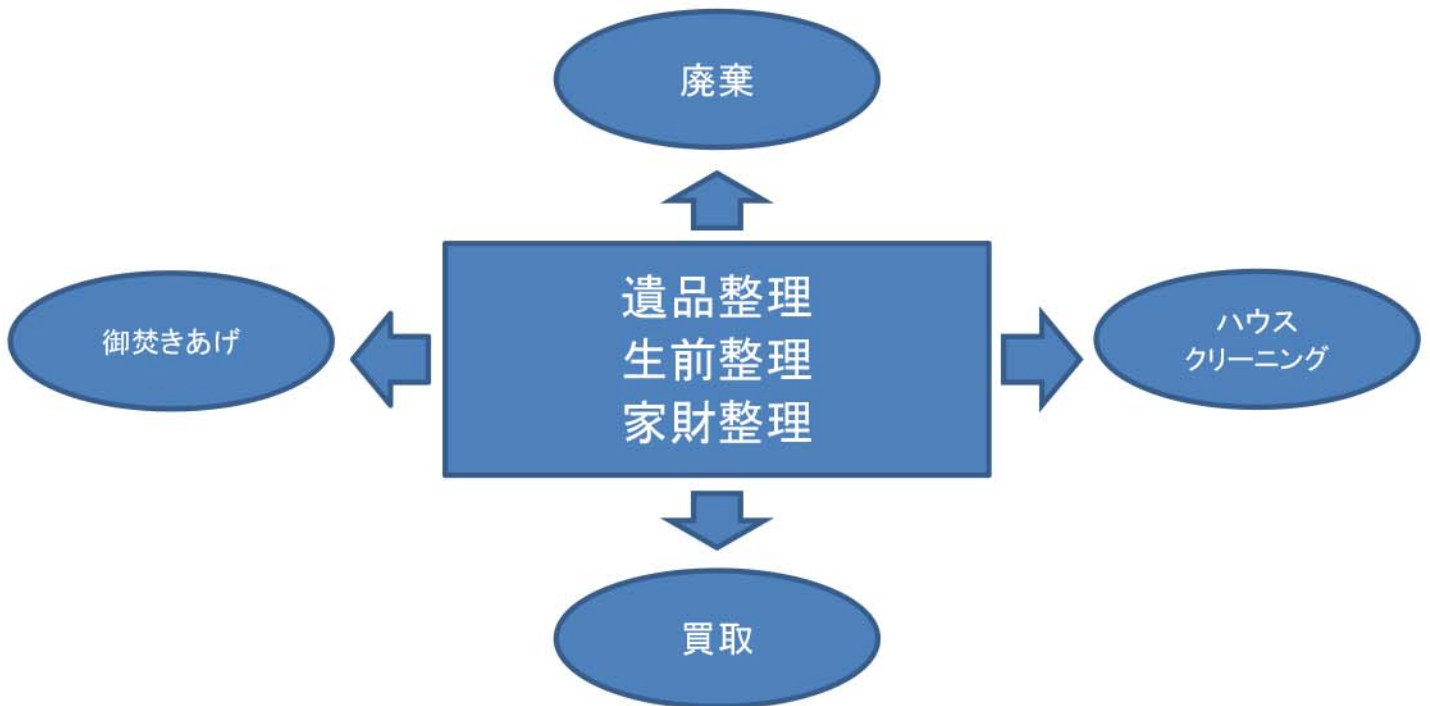 廃棄
御焚きあげ
遺品整理
生前整理
家財整理
ハウス
クリーニング
買取